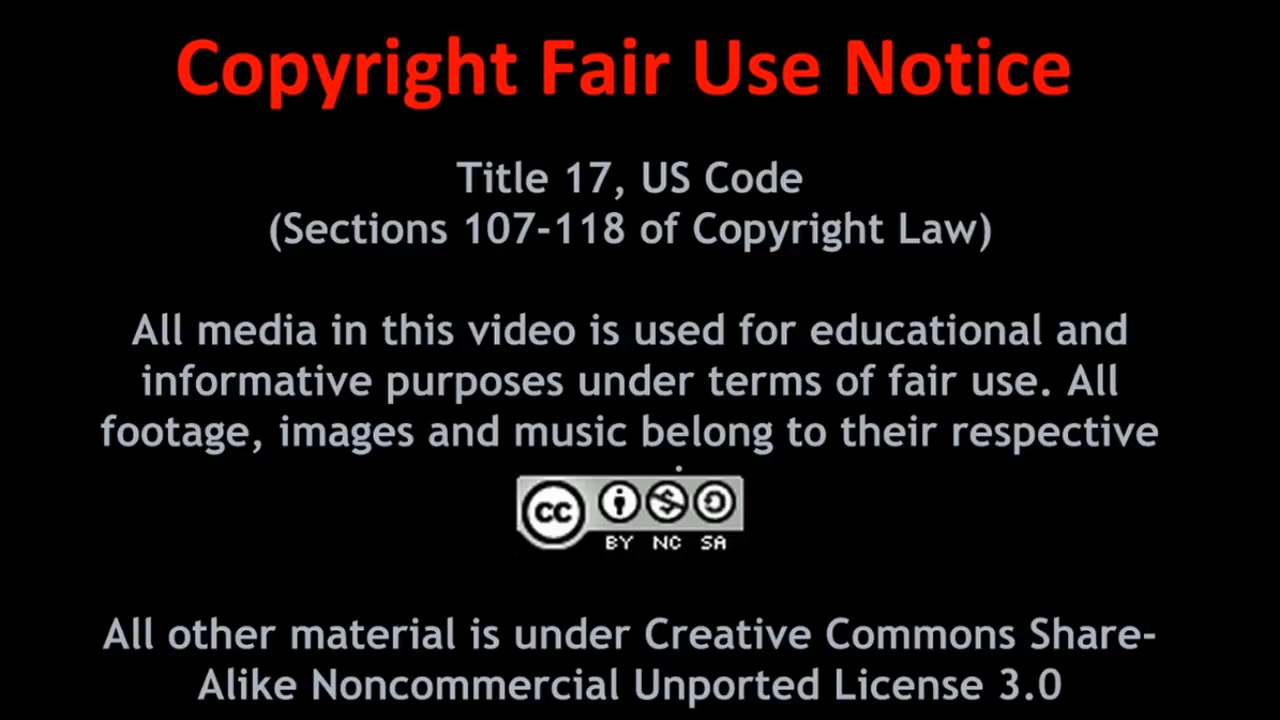 Copyright Fair Use Notice
Title 17, US Code
(Sections 107-118 of Copyright Law)
All media in this video is used for educational and
informative purposes under terms of fair use. All
footage, images and music belong to their respective
cc
BY NC SA
All other material is under Creative Commons Share-
Alike Noncommercial Unported License 3.0